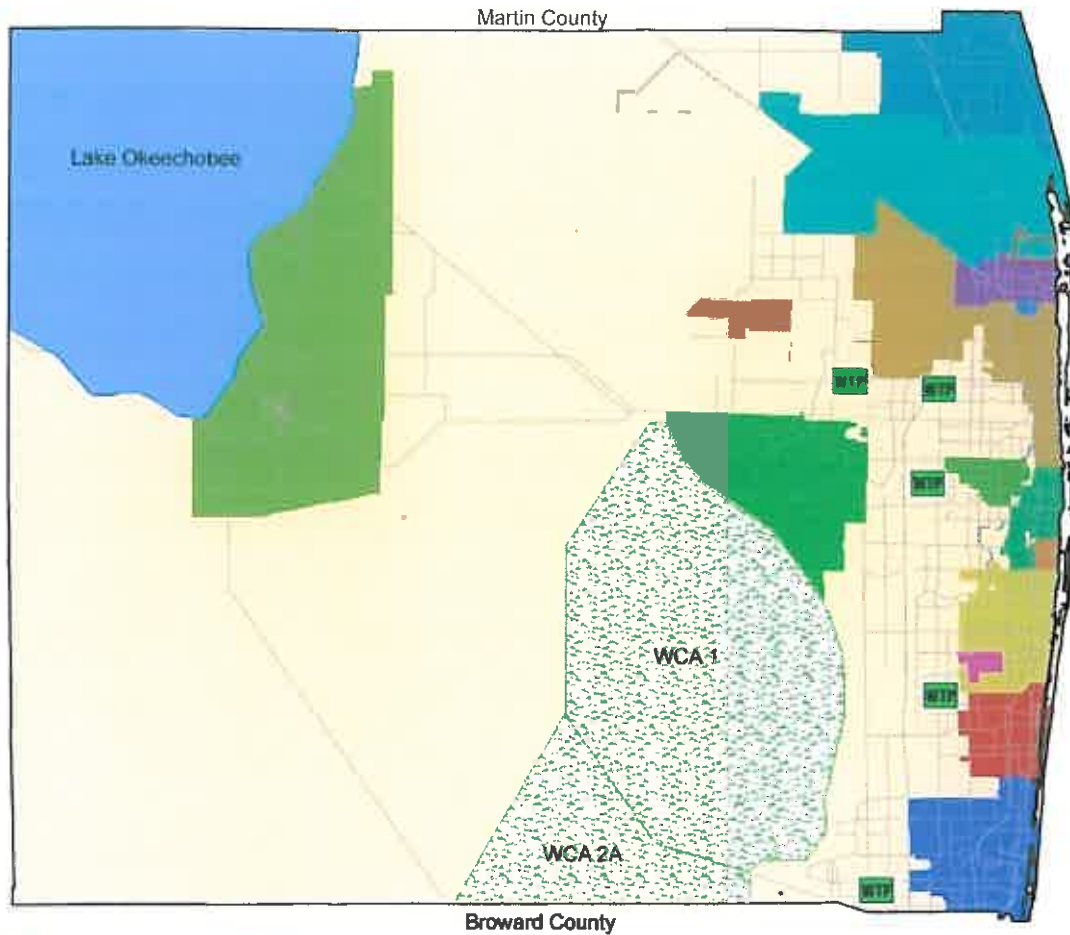 Martin County
Lake Okeechobee
WTP
WTP
WTP
WCA 1
WTP
WCA 2A
WTP
Broward County